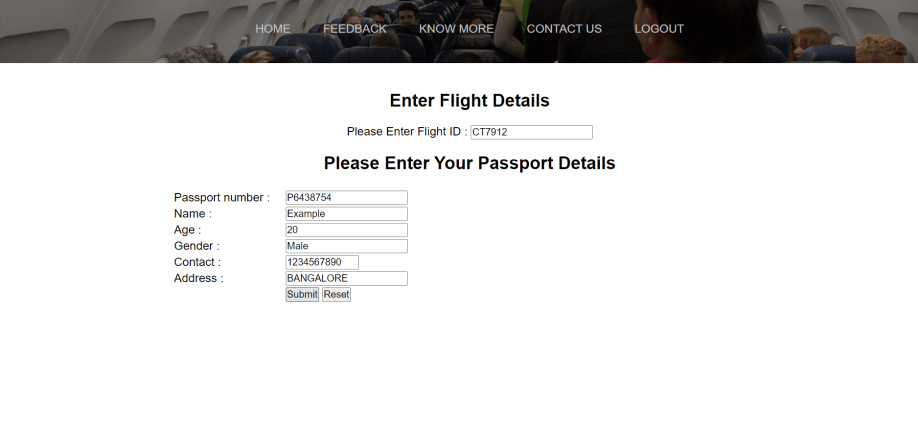 HOME FEEDBACK KNOW MORE CONTACT US LOGOUT
Enter Flight Details
Please Enter Flight ID : CT7912
Please Enter Your Passport Details
Passport number : P6438754
Name : Example
Age : 20
Gender : Male
Contact : 1234567890
Address : BANGALORE
Submit Reset